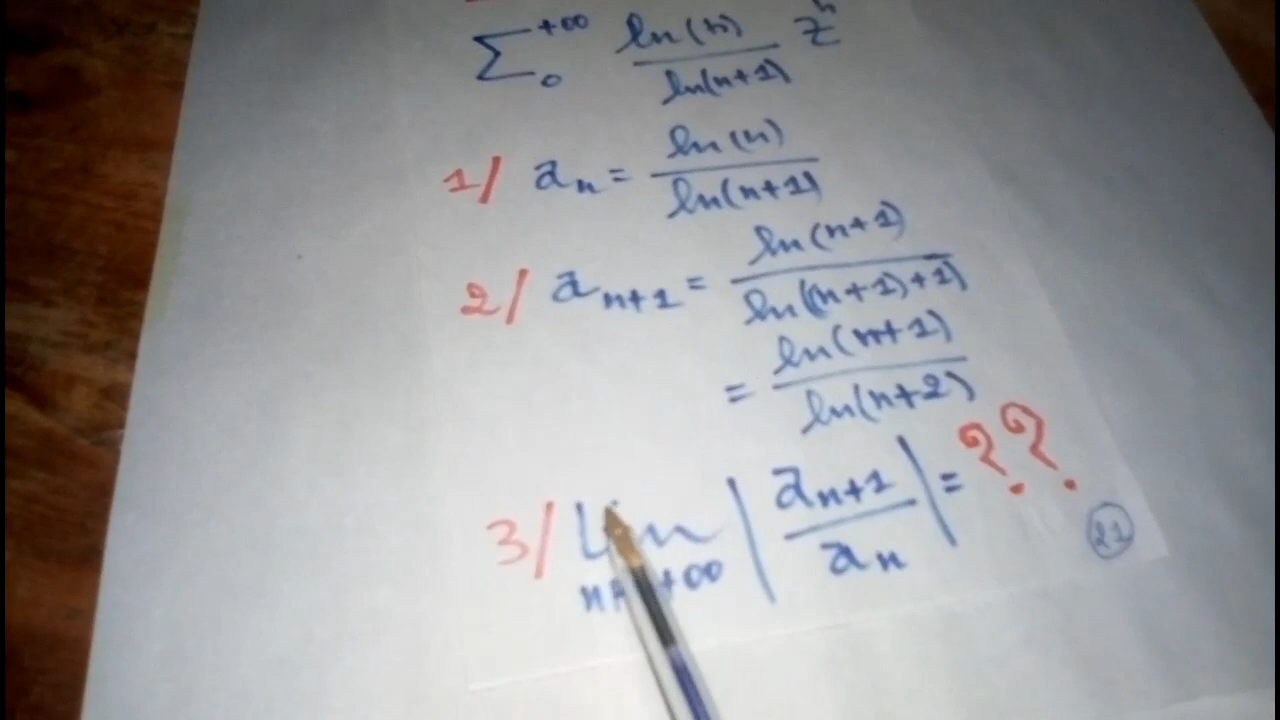 ∑₀^{+∞} ln(n)/ln(n+1) zⁿ
1/ aₙ = ln(n)/ln(n+1)
2/ aₙ₊₁ = ln(n+1)/ln((n+1)+1)
= ln(n+1)/ln(n+2)
3/ Lim n→+∞ |aₙ₊₁/aₙ| = ??
21